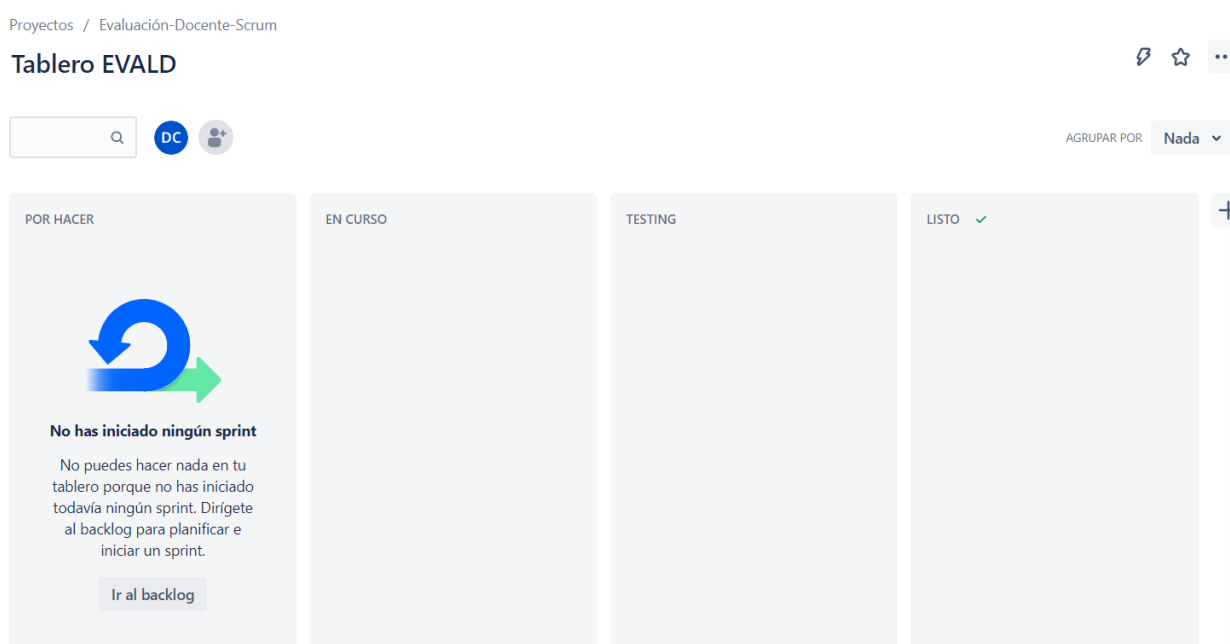 Proyectos / Evaluación-Docente-Scrum
Tablero EVALD
DC
AGRUPAR POR Nada
POR HACER
EN CURSO
TESTING
LISTO
No has iniciado ningún sprint
No puedes hacer nada en tu
tablero porque no has iniciado
todavía ningún sprint. Dirígete
al backlog para planificar e
iniciar un sprint.
Ir al backlog